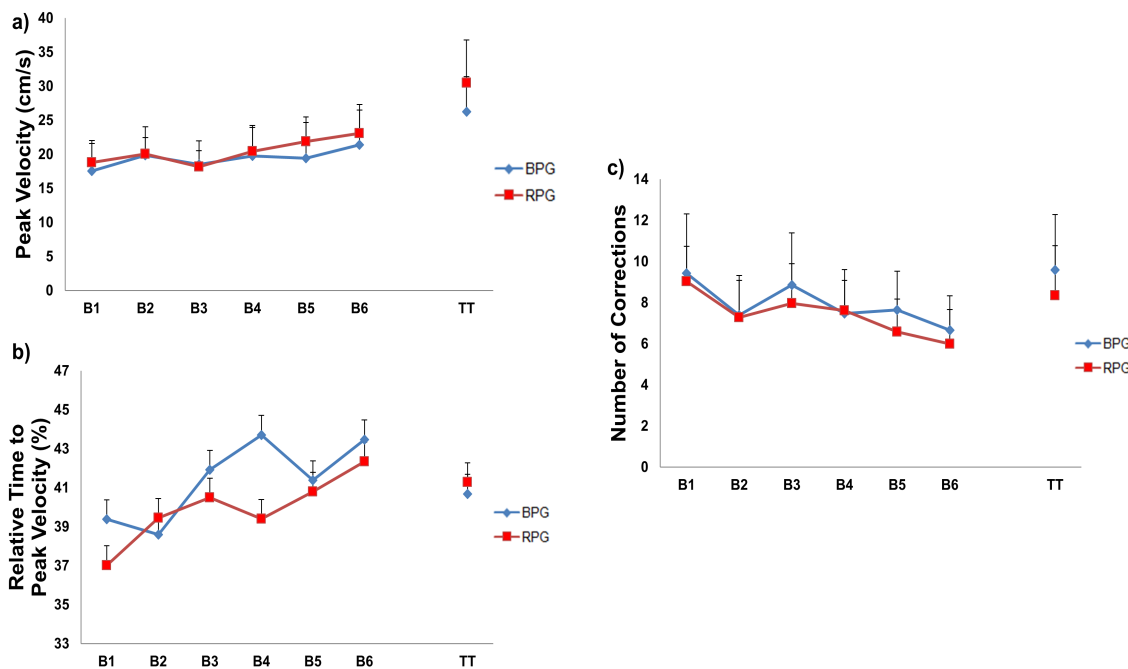 a)
Peak Velocity (cm/s)
40
35
30
25
20
15
10
5
0
B1 B2 B3 B4 B5 B6 TT
BPG
RPG
b)
Relative Time to
Peak Velocity (%)
47
45
43
41
39
37
35
33
B1 B2 B3 B4 B5 B6 TT
BPG
RPG
c)
Number of Corrections
14
12
10
8
6
4
2
0
B1 B2 B3 B4 B5 B6 TT
BPG
RPG